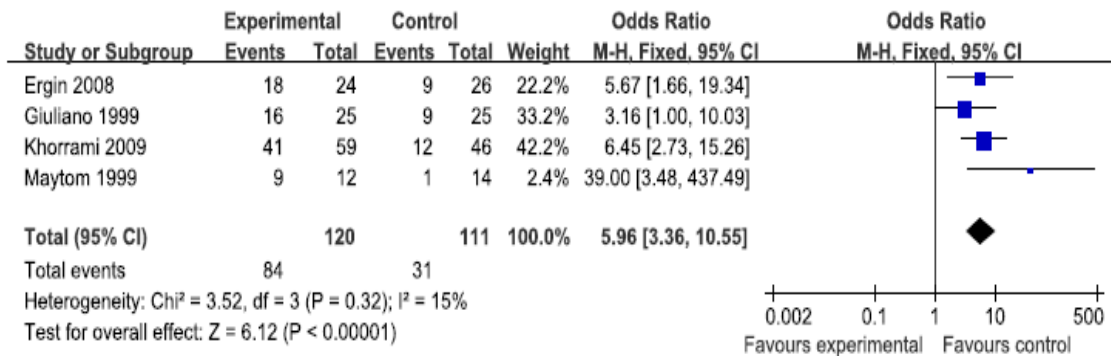 Experimental Control Odds Ratio Odds Ratio
Study or Subgroup Events Total Events Total Weight M-H, Fixed, 95% CI M-H, Fixed, 95% CI
Ergin 2008 18 24 9 26 22.2% 5.67 [1.66, 19.34]
Giuliano 1999 16 25 9 25 33.2% 3.16 [1.00, 10.03]
Khorrami 2009 41 59 12 46 42.2% 6.45 [2.73, 15.26]
Maytom 1999 9 12 1 14 2.4% 39.00 [3.48, 437.49]
Total (95% CI) 120 111 100.0% 5.96 [3.36, 10.55]
Total events 84 31
Heterogeneity: Chi² = 3.52, df = 3 (P = 0.32); I² = 15%
Test for overall effect: Z = 6.12 (P < 0.00001)
0.002 0.1 1 10 500
Favours experimental Favours control